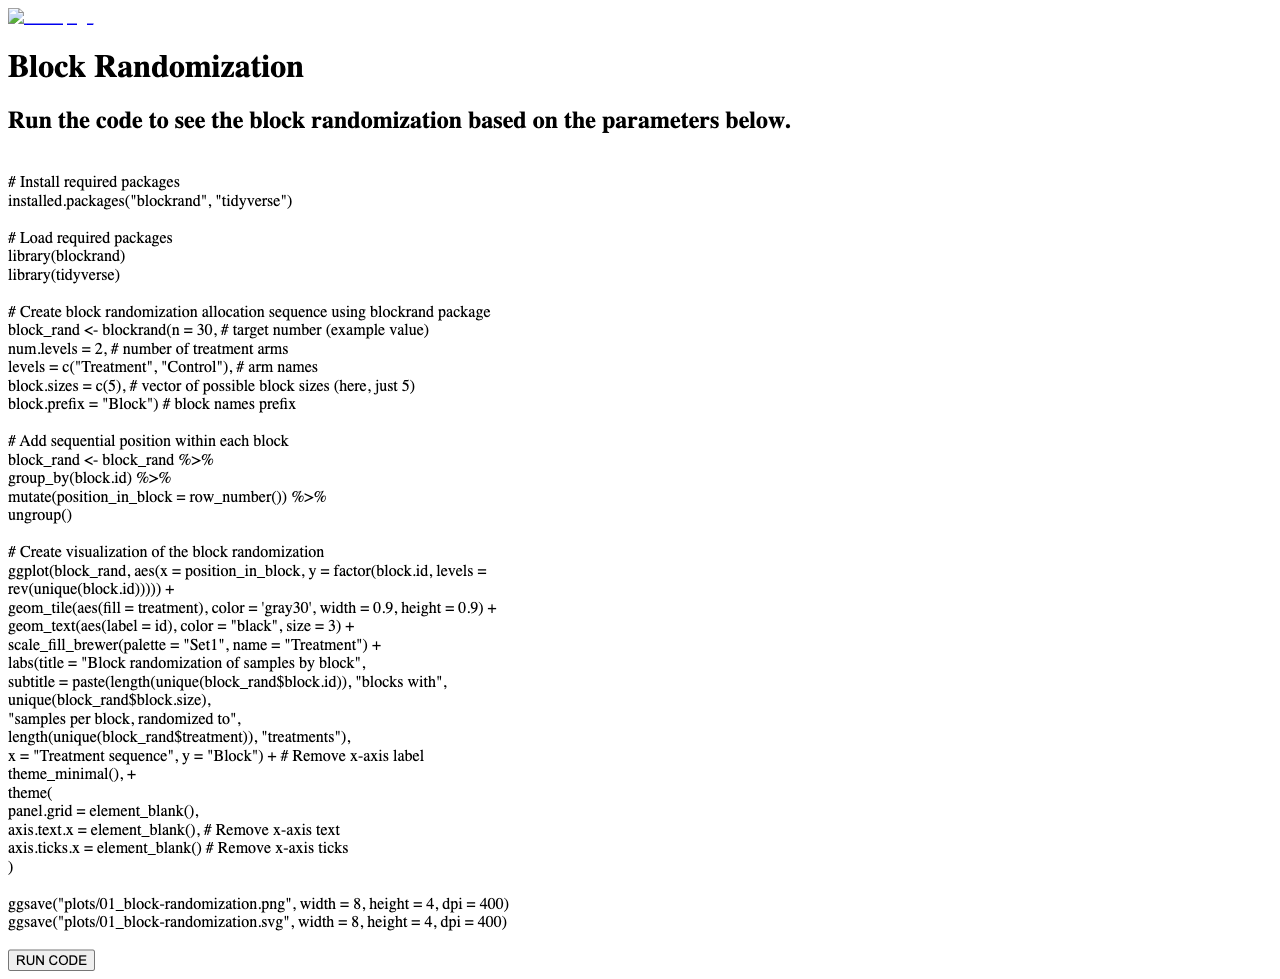 Block Randomization
Run the code to see the block randomization based on the parameters below.
# Install required packages
installed.packages("blockrand", "tidyverse")
# Load required packages
library(blockrand)
library(tidyverse)
# Create block randomization allocation sequence using blockrand package
block_rand <- blockrand(n = 30, # target number (example value)
num.levels = 2, # number of treatment arms
levels = c("Treatment", "Control"), # arm names
block.sizes = c(5), # vector of possible block sizes (here, just 5)
block.prefix = "Block") # block names prefix
# Add sequential position within each block
block_rand <- block_rand %>%
group_by(block.id) %>%
mutate(position_in_block = row_number()) %>%
ungroup()
# Create visualization of the block randomization
ggplot(block_rand, aes(x = position_in_block, y = factor(block.id, levels =
rev(unique(block.id))))) +
geom_tile(aes(fill = treatment), color = 'gray30', width = 0.9, height = 0.9) +
geom_text(aes(label = id), color = "black", size = 3) +
scale_fill_brewer(palette = "Set1", name = "Treatment") +
labs(title = "Block randomization of samples by block",
subtitle = paste(length(unique(block_rand$block.id)), "blocks with",
unique(block_rand$block.size),
"samples per block, randomized to",
length(unique(block_rand$treatment)), "treatments"),
x = "Treatment sequence", y = "Block") + # Remove x-axis label
theme_minimal(), +
theme(
panel.grid = element_blank(),
axis.text.x = element_blank(), # Remove x-axis text
axis.ticks.x = element_blank() # Remove x-axis ticks
)
ggsave("plots/01_block-randomization.png", width = 8, height = 4, dpi = 400)
ggsave("plots/01_block-randomization.svg", width = 8, height = 4, dpi = 400)
RUN CODE